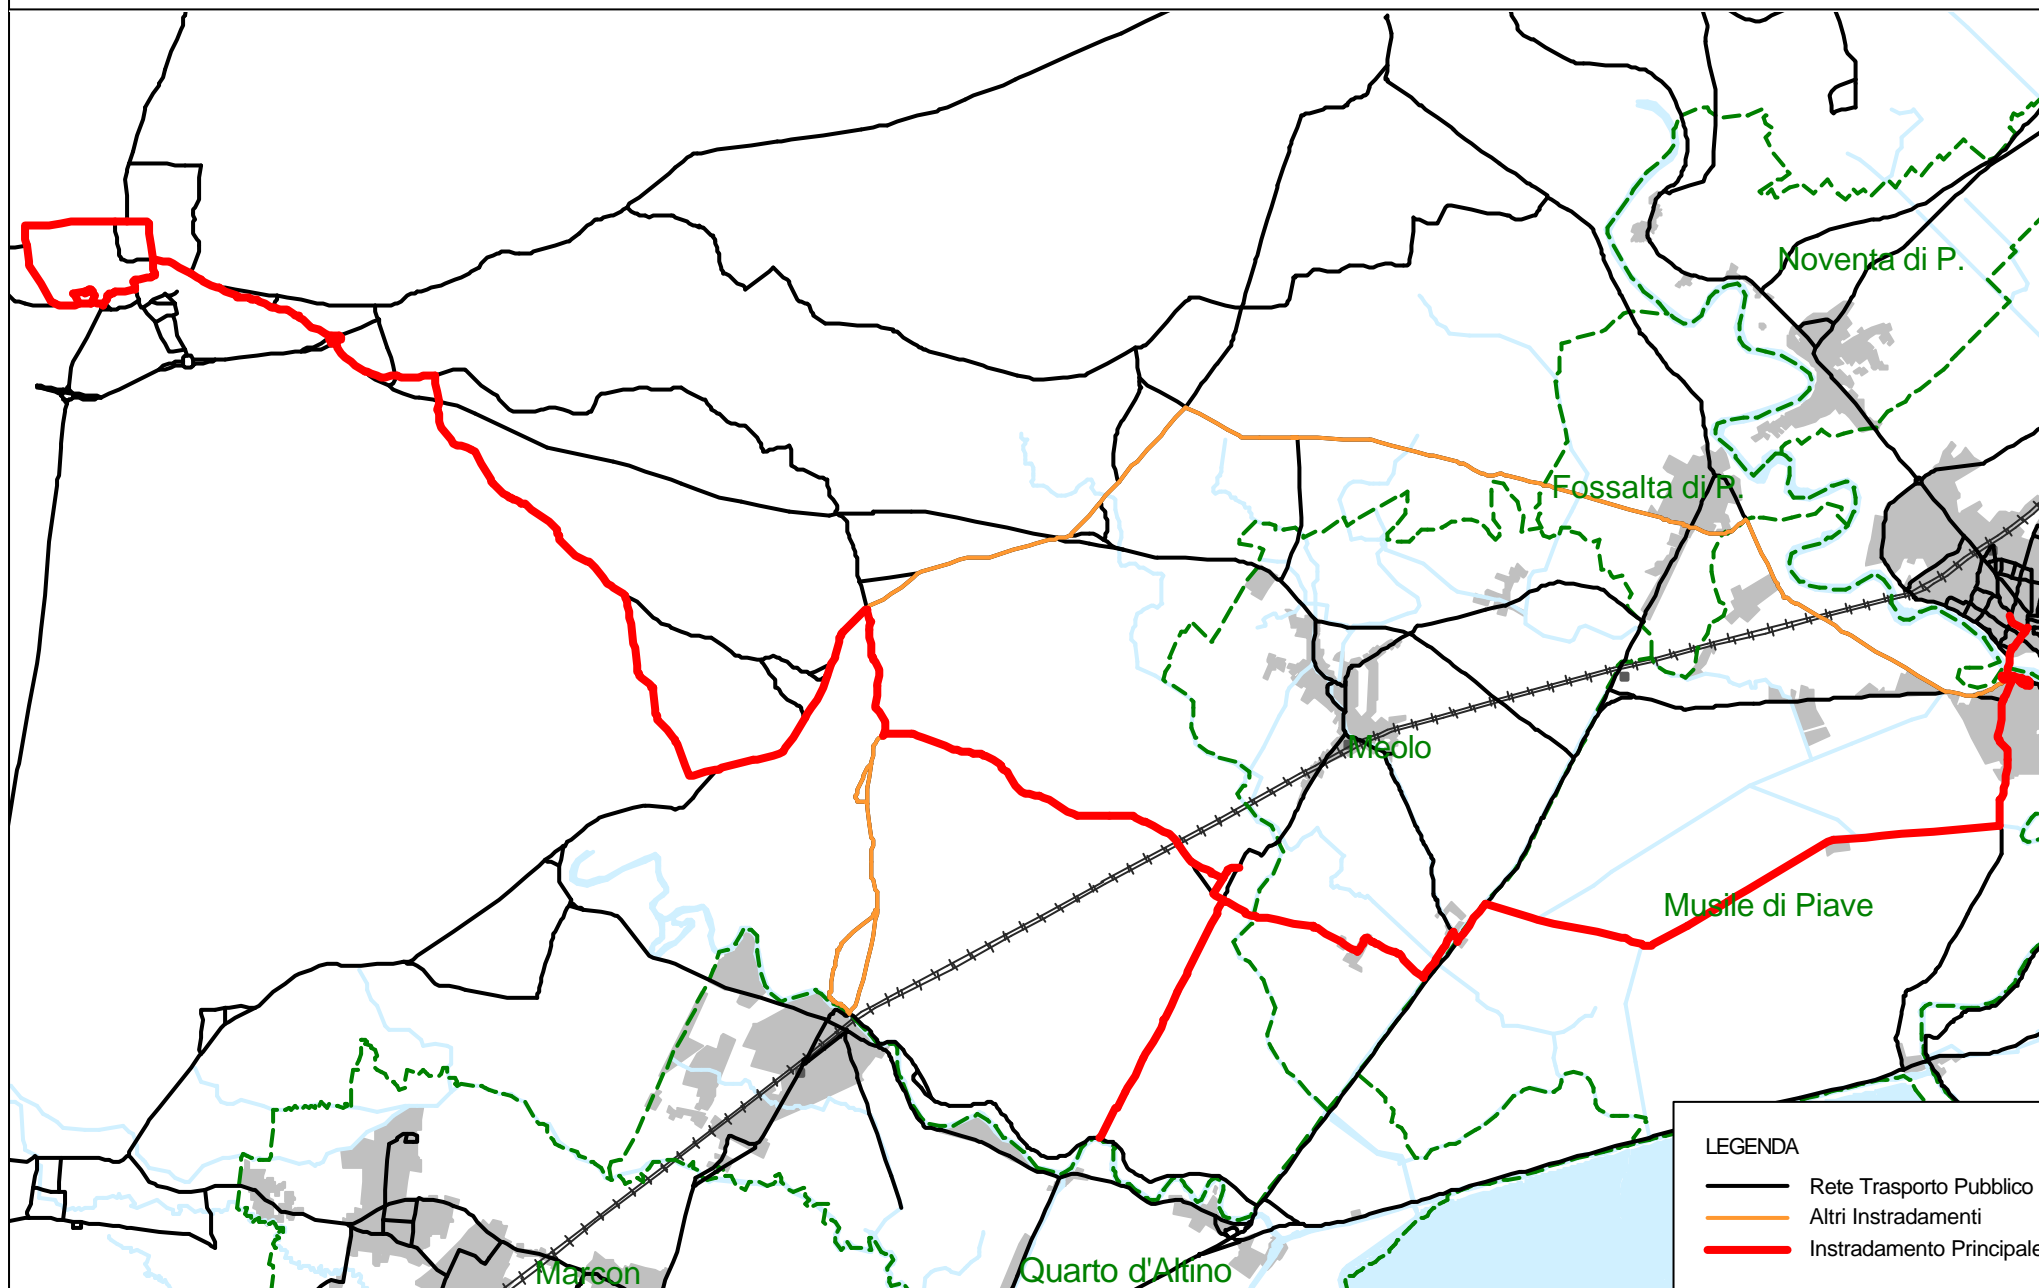 Noventa di P.
Fossalta di P.
Meolo
Musile di Piave
Quarto d'Altino
Marcon
LEGENDA
Rete Trasporto Pubblico
Altri Instradamenti
Instradamento Principale